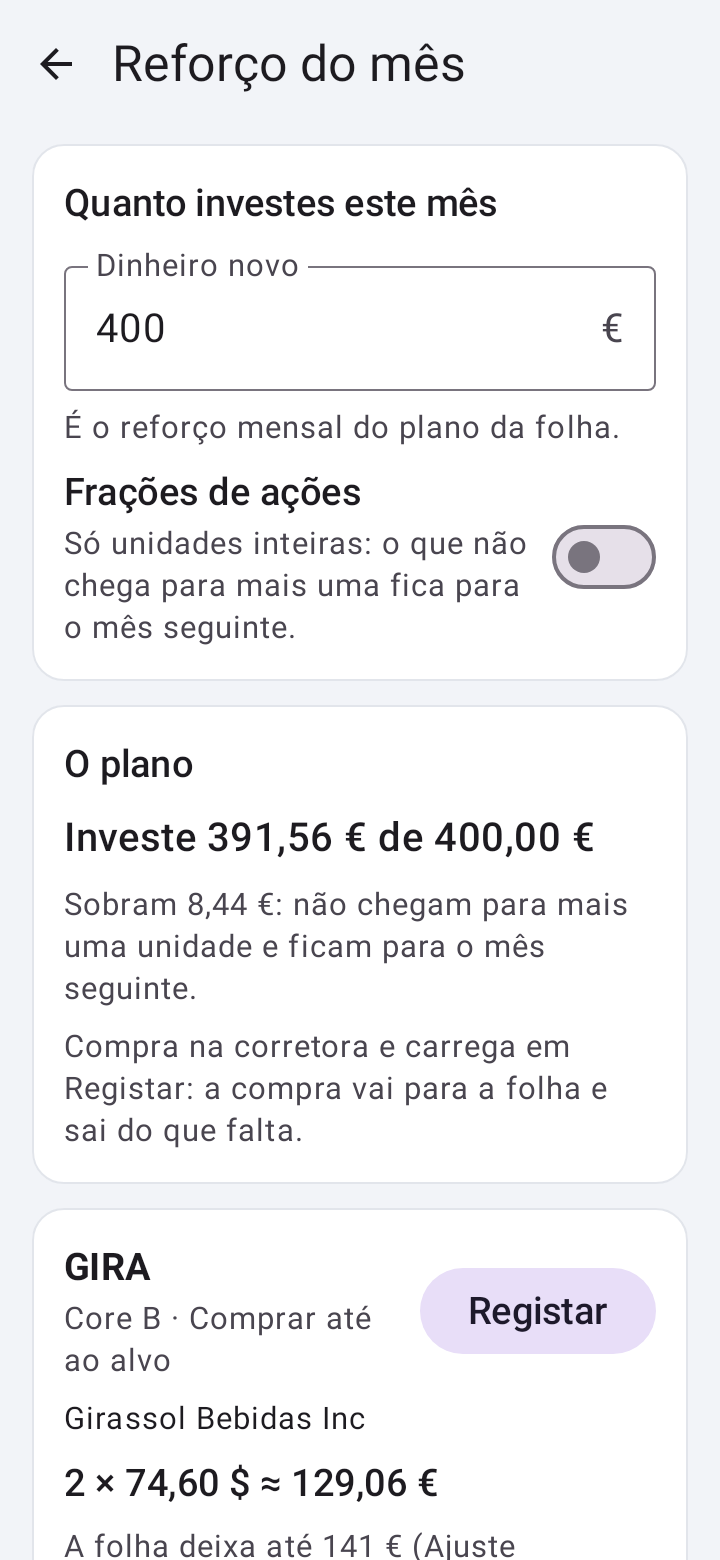 Reforço do mês
Quanto investes este mês
Dinheiro novo
400 €
É o reforço mensal do plano da folha.
Frações de ações
Só unidades inteiras: o que não
chega para mais uma fica para
o mês seguinte.
O plano
Investe 391,56 € de 400,00 €
Sobram 8,44 €: não chegam para mais
uma unidade e ficam para o mês
seguinte.
Compra na corretora e carrega em
Registar: a compra vai para a folha e
sai do que falta.
GIRA
Registar
Core B · Comprar até
ao alvo
Girassol Bebidas Inc
2 × 74,60 $ ≈ 129,06 €
A folha deixa até 141 € (Ajuste